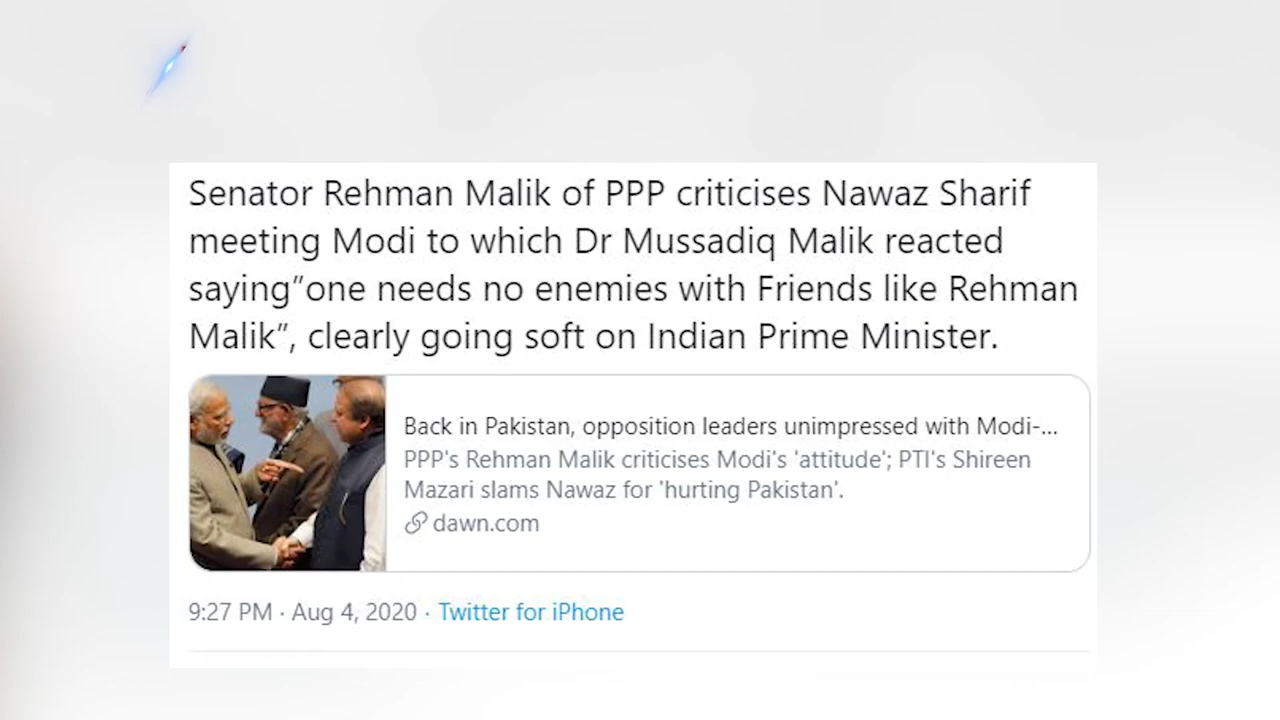 Senator Rehman Malik of PPP criticises Nawaz Sharif
meeting Modi to which Dr Mussadiq Malik reacted
saying”one needs no enemies with Friends like Rehman
Malik”, clearly going soft on Indian Prime Minister.
Back in Pakistan, opposition leaders unimpressed with Modi-...
PPP's Rehman Malik criticises Modi's 'attitude'; PTI's Shireen
Mazari slams Nawaz for 'hurting Pakistan'.
dawn.com
9:27 PM · Aug 4, 2020 · Twitter for iPhone